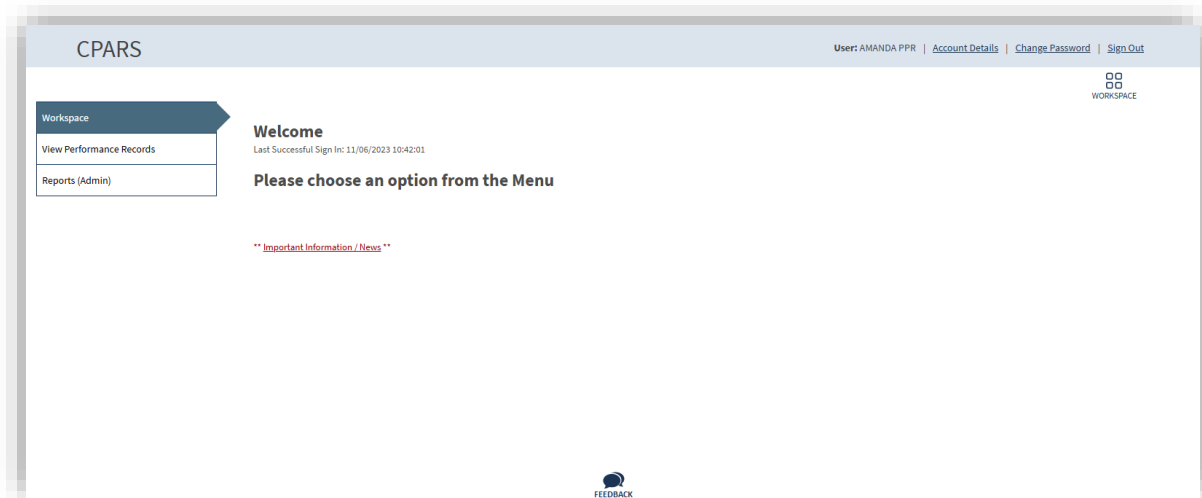 CPARS
User: AMANDA PPR | Account Details | Change Password | Sign Out
WORKSPACE
Workspace
View Performance Records
Reports (Admin)
Welcome
Last Successful Sign In: 11/06/2023 10:42:01
Please choose an option from the Menu
** Important Information / News **
FEEDBACK